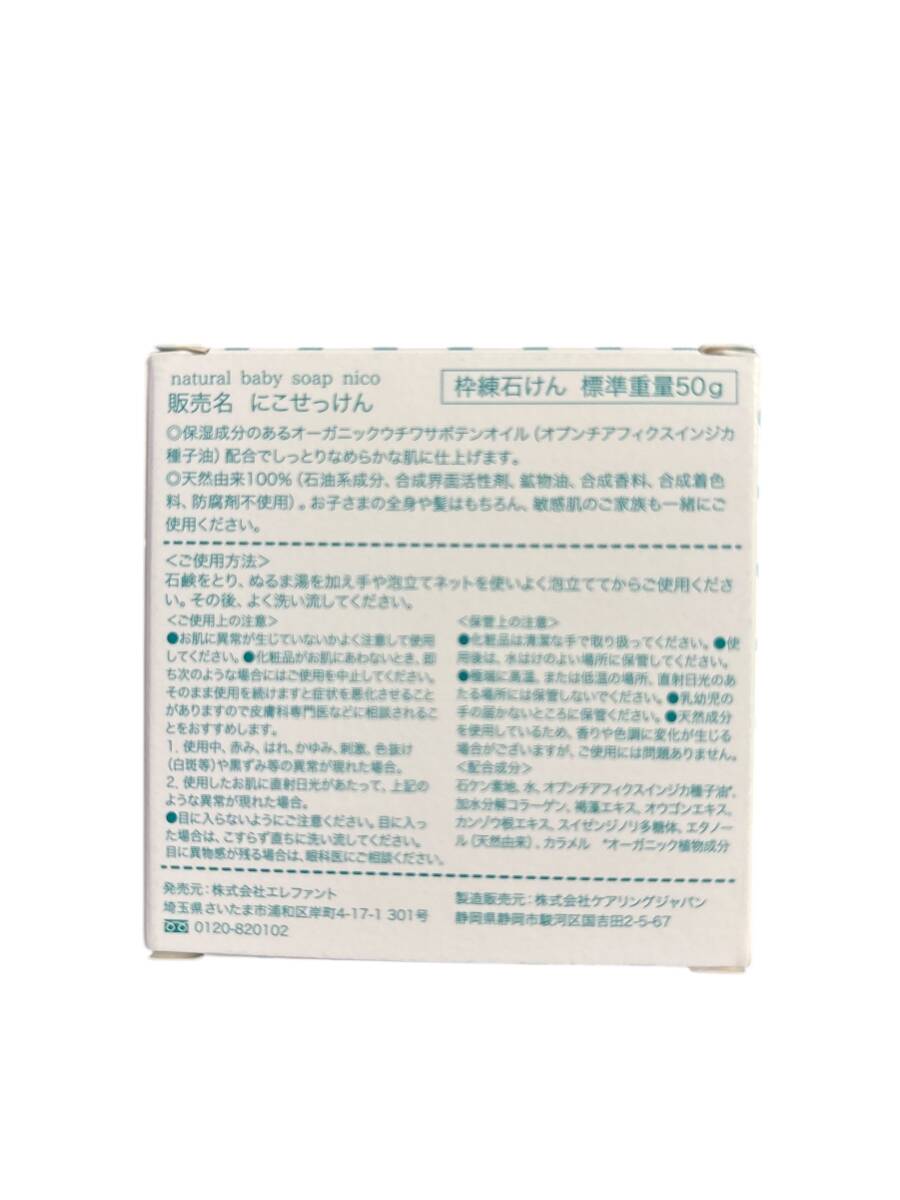 natural baby soap nico
販売名 にこせっけん
枠練石けん 標準重量50g
◎保湿成分のあるオーガニックウチワサボテンオイル（オプンチアフィクスインジカ
種子油）配合でしっとりなめらかな肌に仕上げます。
◎天然由来100%（石油系成分、合成界面活性剤、鉱物油、合成香料、合成着色
料、防腐剤不使用）。お子さまの全身や髪はもちろん、敏感肌のご家族も一緒にご
使用ください。
＜ご使用方法＞
石鹸をとり、ぬるま湯を加え手や泡立てネットを使いよく泡立ててからご使用くださ
い。その後、よく洗い流してください。
＜ご使用上の注意＞
●お肌に異常が生じていないかよく注意して使用
してください。●化粧品がお肌にあわないとき、即
ち次のような場合にはご使用を中止してください。
そのまま使用を続けますと症状を悪化させること
がありますので皮膚科専門医などに相談されるこ
とをおすすめします。
1. 使用中、赤み、はれ、かゆみ、刺激、色抜け
（白斑等）や黒ずみ等の異常が現れた場合。
2. 使用したお肌に直射日光があたって、上記の
ような異常が現れた場合。
●目に入らないようにご注意ください。目に入っ
た場合は、こすらず直ちに洗い流してください。
目に異物感が残る場合は、眼科医にご相談ください。
＜保管上の注意＞
●化粧品は清潔な手で取り扱ってください。●使
用後は、水はけのよい場所に保管してください。
●極端に高温、または低温の場所、直射日光のあ
たる場所には保管しないでください。●乳幼児の
手の届かないところに保管ください。●天然成分
を使用しているため、香りや色調に変化が生じる
場合がございますが、ご使用には問題ありません。
＜配合成分＞
石ケン素地、水、オプンチアフィクスインジカ種子油*、
加水分解コラーゲン、褐藻エキス、オウゴンエキス、
カンゾウ根エキス、スイゼンジノリ多糖体、エタノー
ル（天然由来）、カラメル *オーガニック植物成分
発売元：株式会社エレファント
埼玉県さいたま市浦和区岸町4-17-1 301号
0120-820102
製造販売元：株式会社ケアリングジャパン
静岡県静岡市駿河区国吉田2-5-67